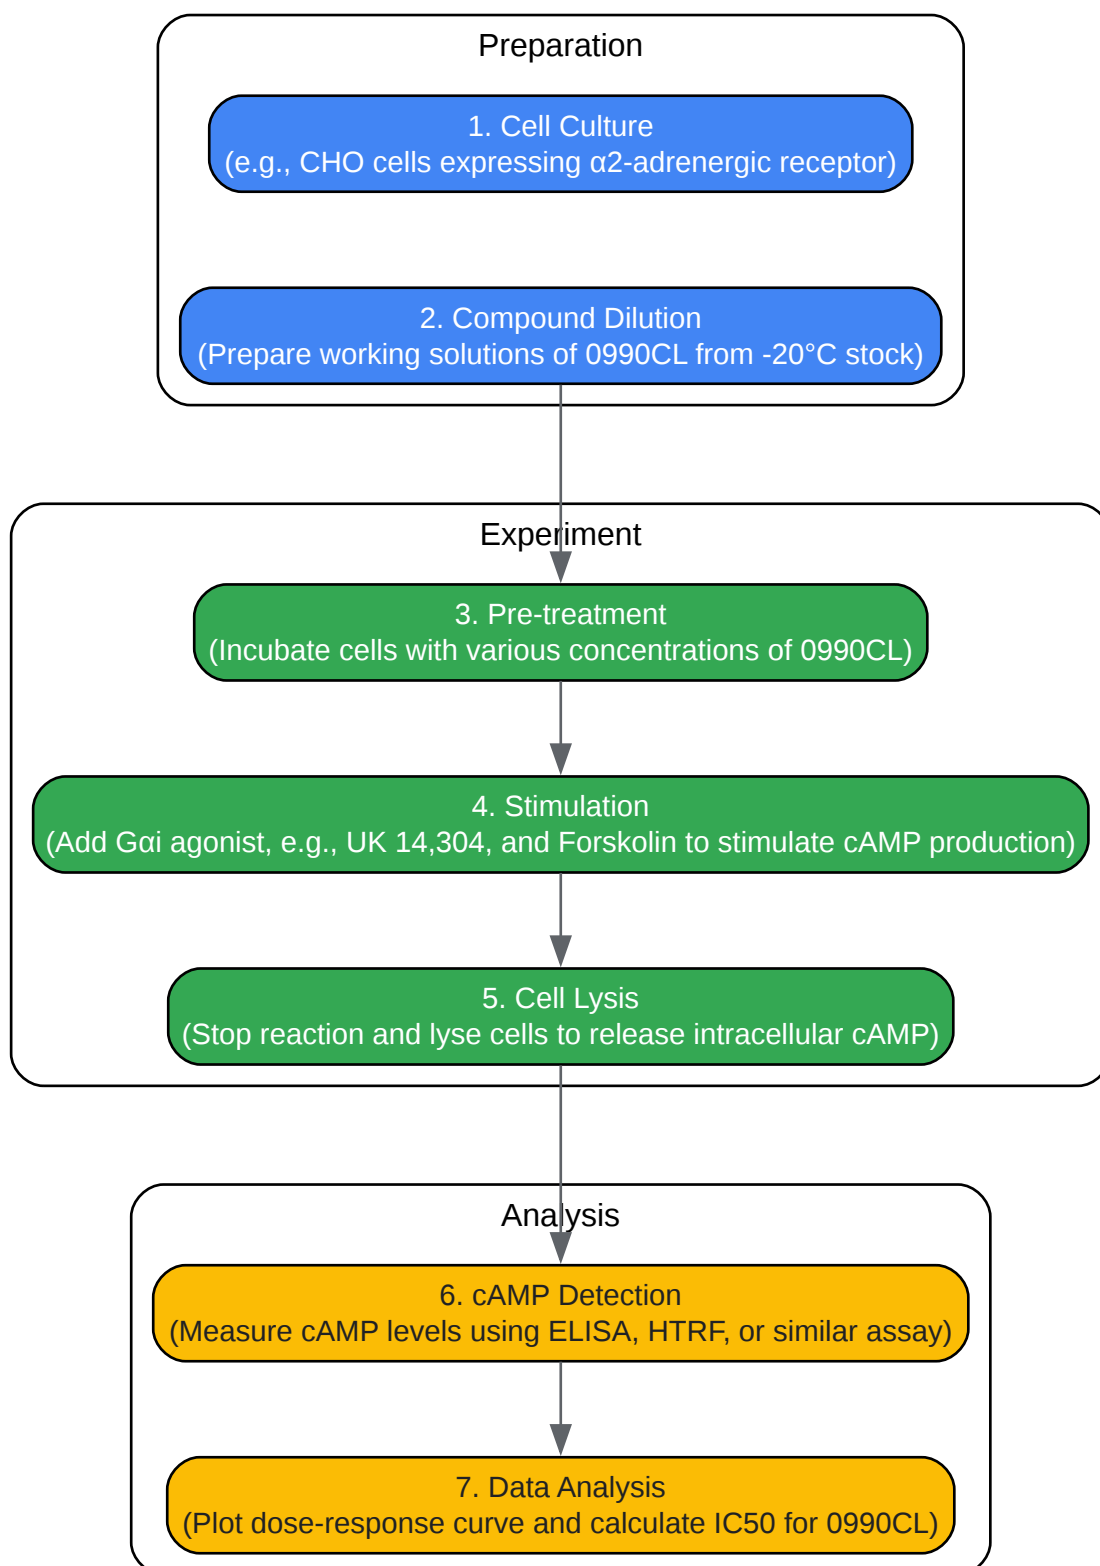 Preparation
1. Cell Culture
(e.g., CHO cells expressing α2-adrenergic receptor)
2. Compound Dilution
(Prepare working solutions of 0990CL from -20°C stock)
Experiment
3. Pre-treatment
(Incubate cells with various concentrations of 0990CL)
4. Stimulation
(Add Gαi agonist, e.g., UK 14,304, and Forskolin to stimulate cAMP production)
5. Cell Lysis
(Stop reaction and lyse cells to release intracellular cAMP)
Analysis
6. cAMP Detection
(Measure cAMP levels using ELISA, HTRF, or similar assay)
7. Data Analysis
(Plot dose-response curve and calculate IC50 for 0990CL)